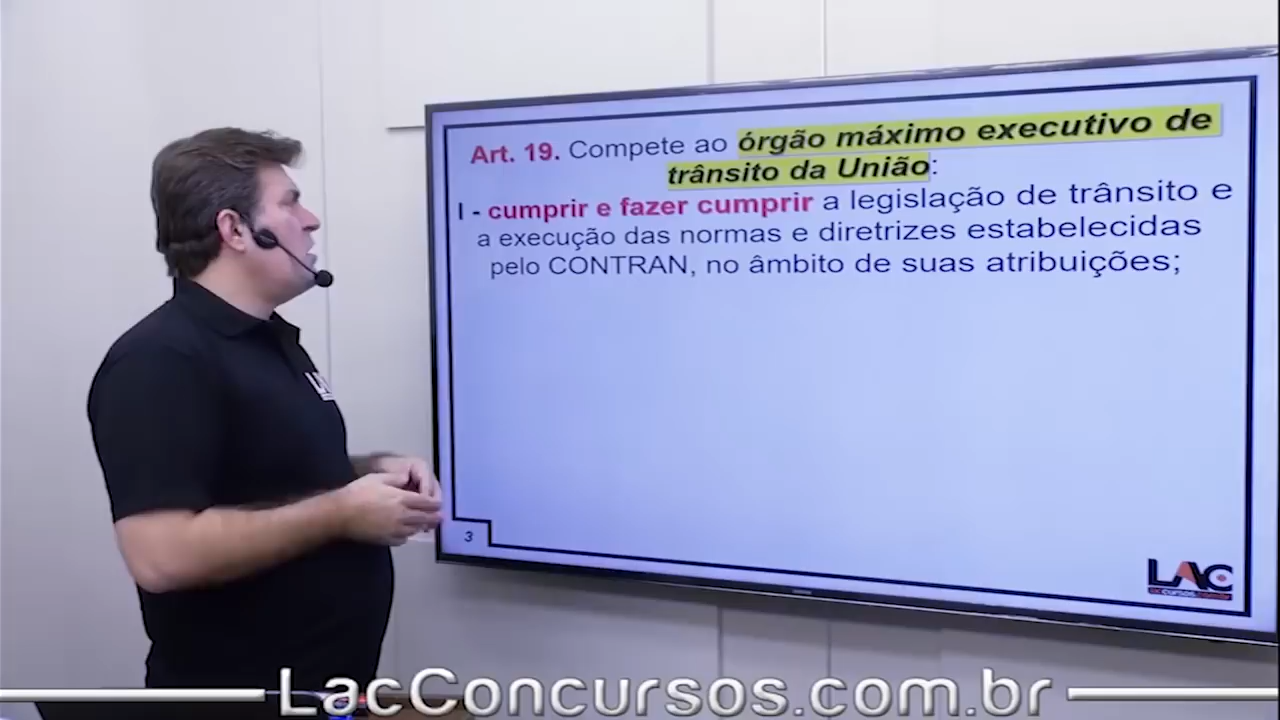 Art. 19. Compete ao órgão máximo executivo de
trânsito da União:
I - cumprir e fazer cumprir a legislação de trânsito e
a execução das normas e diretrizes estabelecidas
pelo CONTRAN, no âmbito de suas atribuições;
3
LAC
LacConcursos.com.br